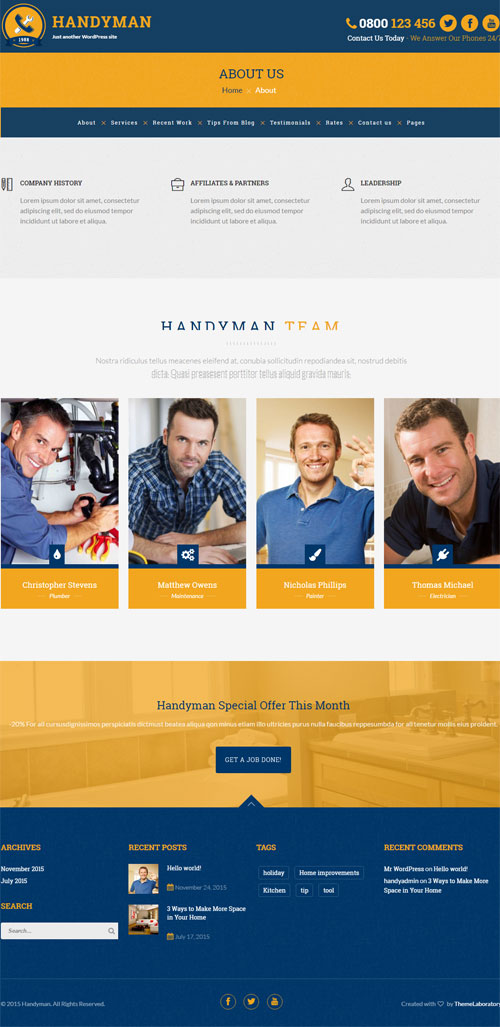 HANDYMAN
Just another WordPress site
1988
0800 123 456
Contact Us Today - We Answer Our Phones 24/7
ABOUT US
Home × About
About × Services × Recent Work × Tips From Blog × Testimonials × Rates × Contact us × Pages
COMPANY HISTORY
Lorem ipsum dolor sit amet, consectetur
adipiscing elit, sed do eiusmod tempor
incididunt ut labore et aliqua.
AFFILIATES & PARTNERS
Lorem ipsum dolor sit amet, consectetur
adipiscing elit, sed do eiusmod tempor
incididunt ut labore et aliqua.
LEADERSHIP
Lorem ipsum dolor sit amet, consectetur
adipiscing elit, sed do eiusmod tempor
incididunt ut labore et aliqua.
HANDYMAN TEAM
Nostra ridiculus tellus meacenes eleifend at, conubia sollicitudin repodiandea sit, nostrud debitis
dicta. Quasi preasesent porttitor tellus aliquid gravida mauris.
Christopher Stevens
Plumber
Matthew Owens
Maintenance
Nicholas Phillips
Painter
Thomas Michael
Electrician
Handyman Special Offer This Month
-20% For all cursusdignissimos perspiciatis dictmust beatea aliqua qon minus etiam illo ultricies purus nulla faucibus reppesumbda for all tenetur mollis eius proident.
GET A JOB DONE!
ARCHIVES
November 2015
July 2015
SEARCH
Search...
RECENT POSTS
Hello world!
November 24, 2015
3 Ways to Make More Space
in Your Home
July 17, 2015
TAGS
holiday Home improvements
Kitchen tip tool
RECENT COMMENTS
Mr WordPress on Hello world!
handyadmin on 3 Ways to Make More
Space in Your Home
© 2015 Handyman, All Rights Reserved.
Created with ♡ by ThemeLaboratory